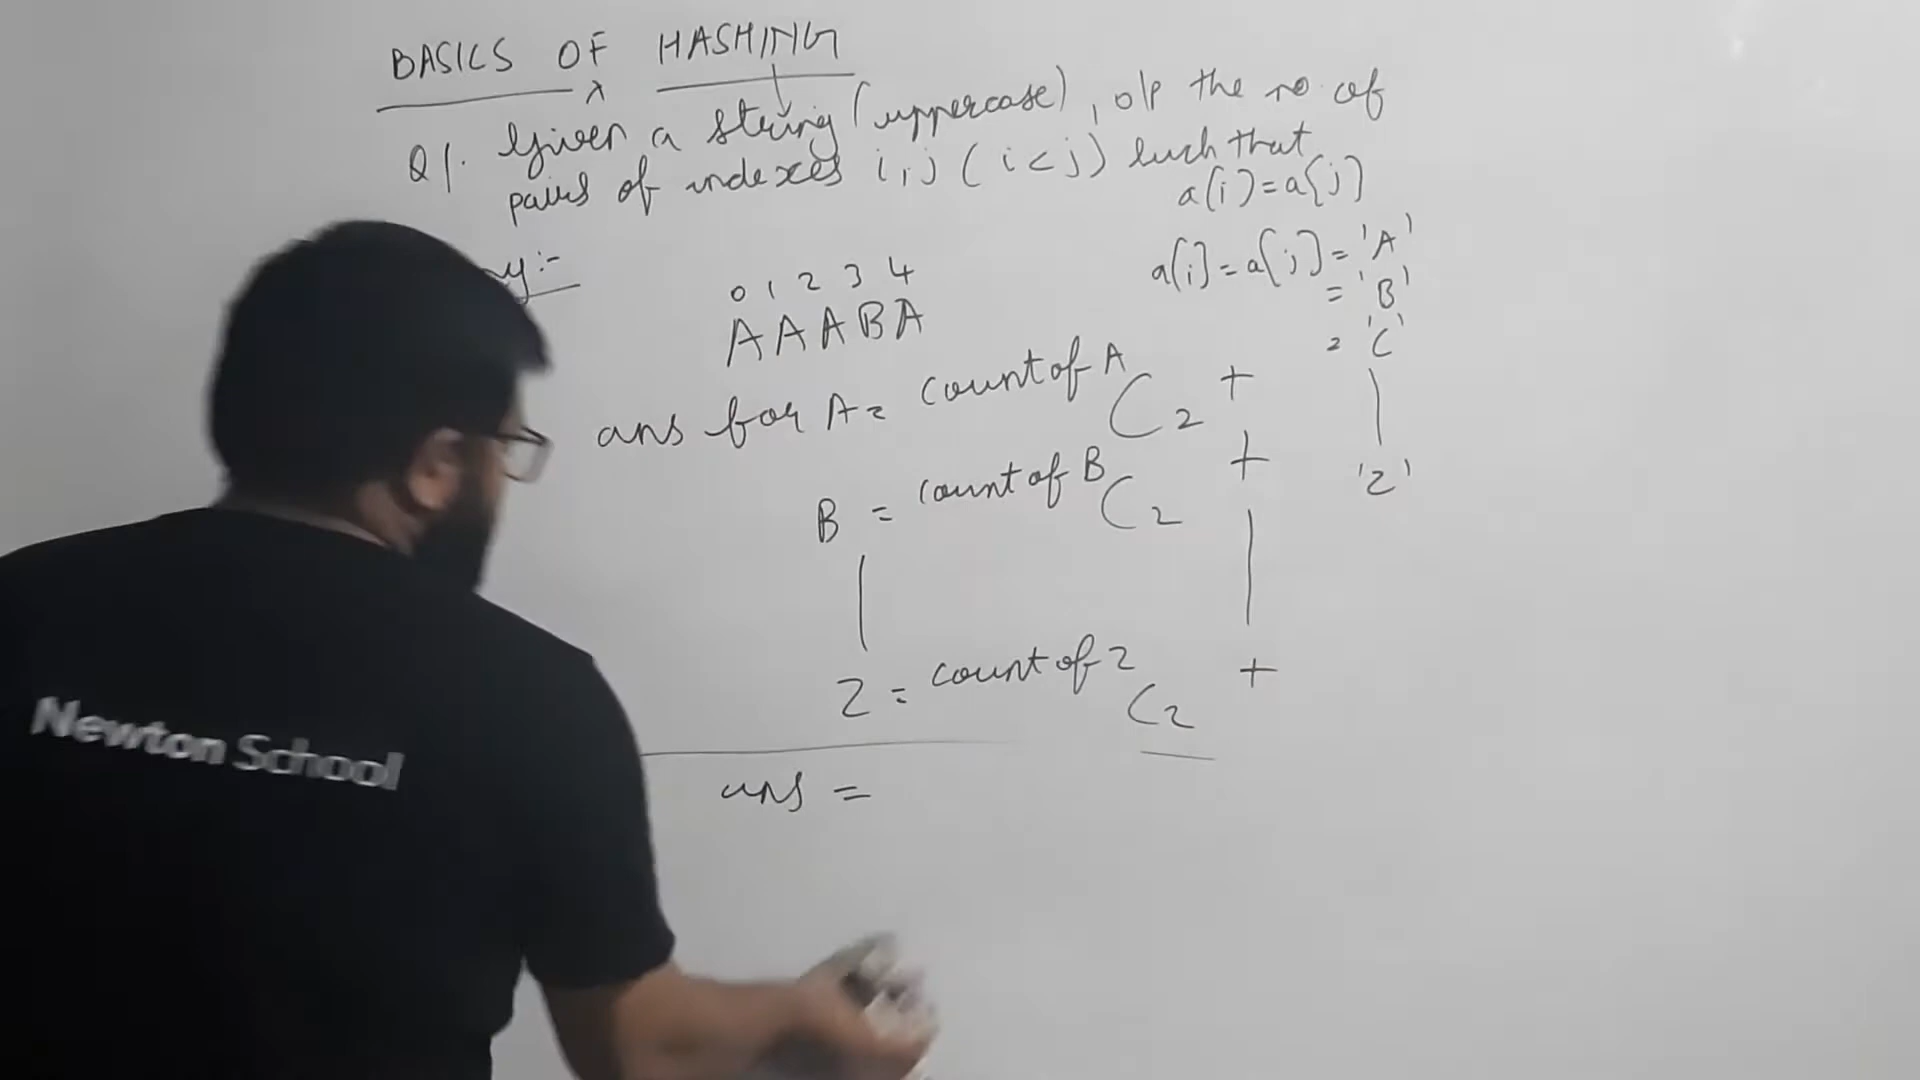 BASICS OF HASHING
Q1. Given a string (uppercase), o/p the no. of
pairs of indexes i,j (i<j) such that
a[i]=a[j]
a[i]=a[j]='A'
='B'
= 'C'
'Z'
0 1 2 3 4
AAABA
ans for A= count of A C2 +
B = count of B C2 +
Z = count of Z C2 +
ans =
Newton School